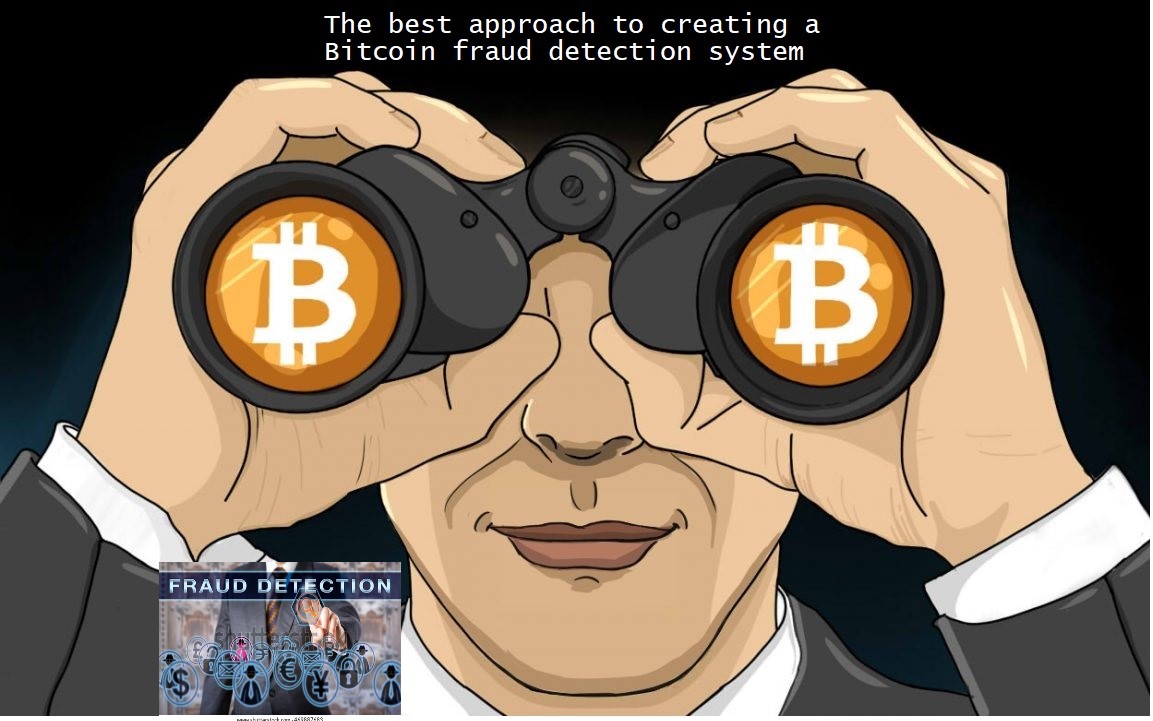 The best approach to creating a
Bitcoin fraud detection system
FRAUD DETECTION